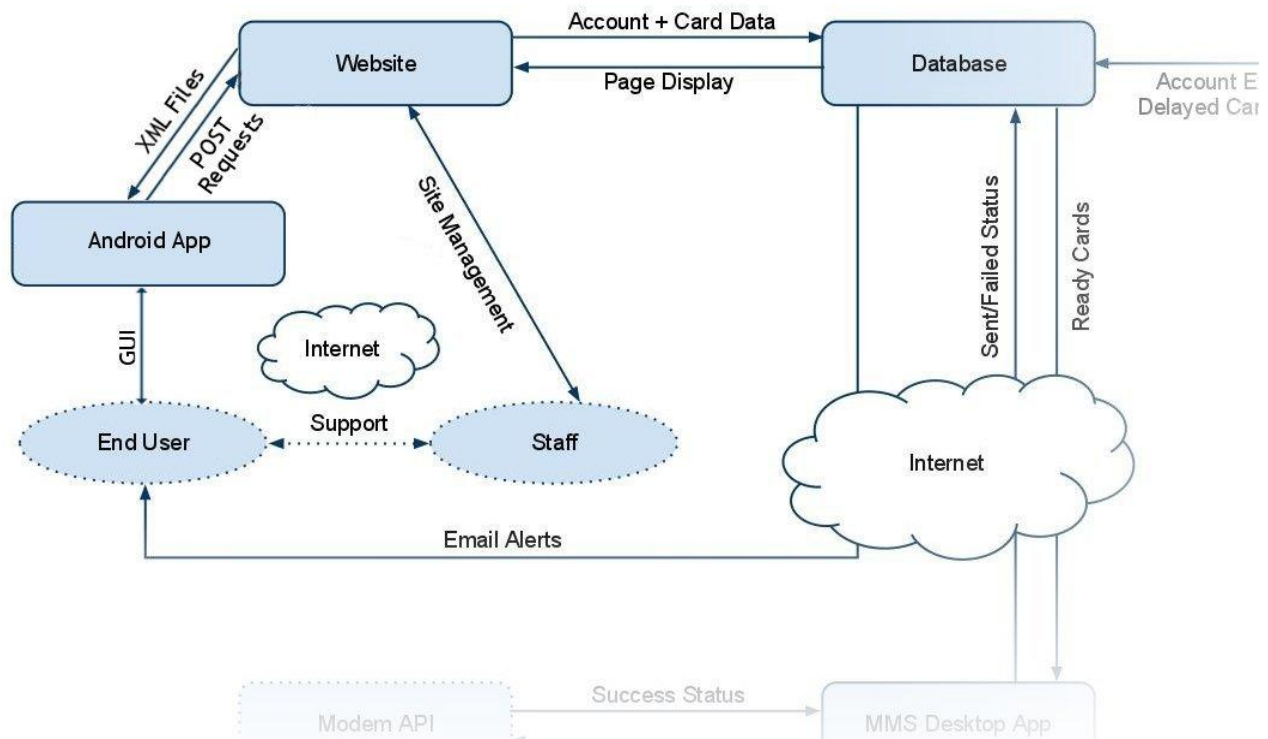 Account + Card Data
Website
Database
Page Display
Account E
Delayed Car
XML Files
POST
Requests
Site Management
Sent/Failed Status
Ready Cards
Android App
GUI
Internet
Support
End User
Staff
Internet
Email Alerts
Success Status
Modem API
MMS Desktop App